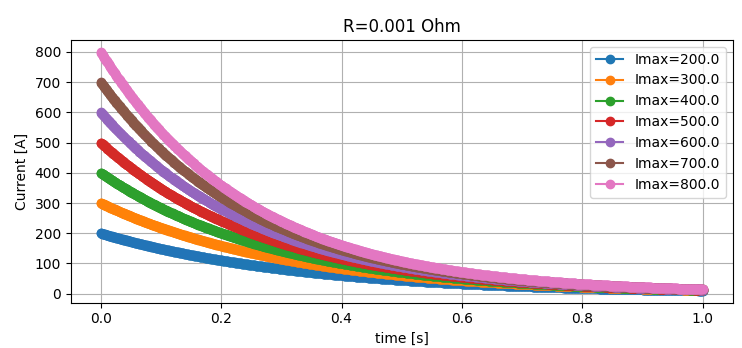 R=0.001 Ohm
Current [A]
800
700
600
500
400
300
200
100
0
Imax=200.0
Imax=300.0
Imax=400.0
Imax=500.0
Imax=600.0
Imax=700.0
Imax=800.0
0.0 0.2 0.4 0.6 0.8 1.0
time [s]